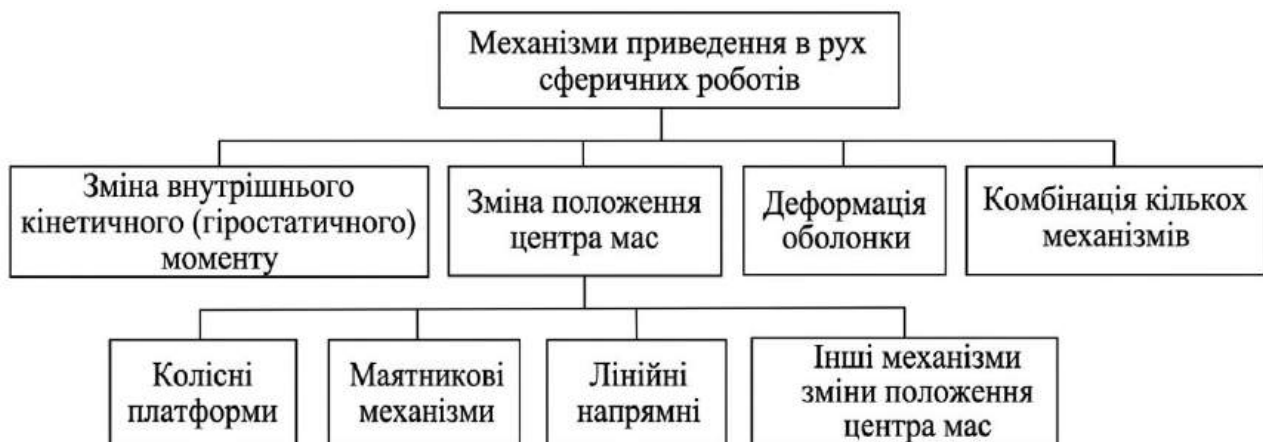 Механізми приведення в рух
сферичних роботів
Зміна внутрішнього
кінетичного (гіростатичного)
моменту
Зміна положення
центра мас
Деформація
оболонки
Комбінація кількох
механізмів
Колісні
платформи
Маятникові
механізми
Лінійні
напрямні
Інші механізми
зміни положення
центра мас